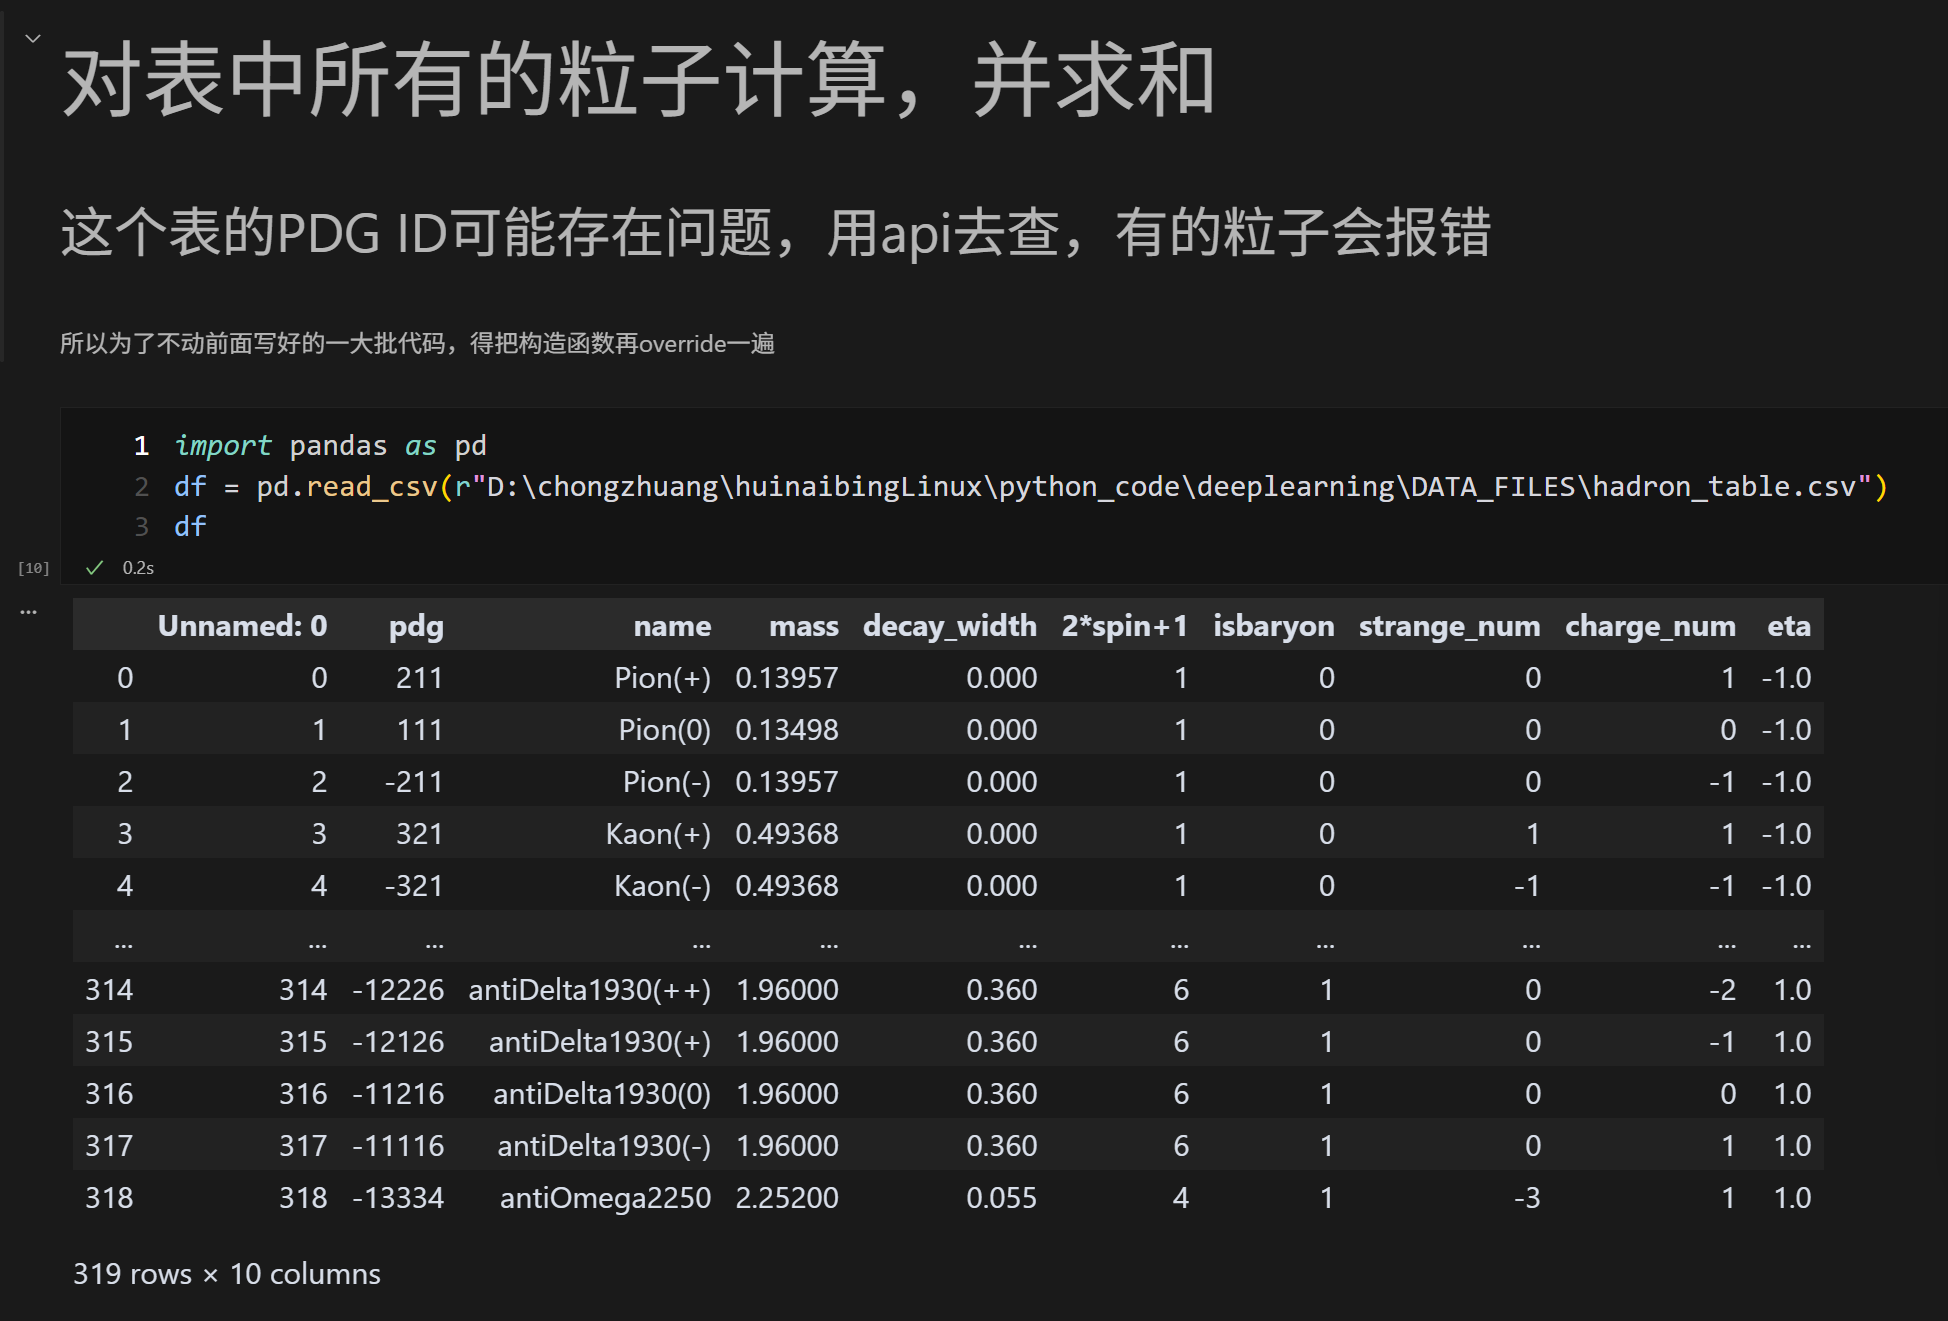 对表中所有的粒子计算，并求和
这个表的PDG ID可能存在问题，用api去查，有的粒子会报错
所以为了不动前面写好的一大批代码，得把构造函数再override一遍
1 import pandas as pd
2 df = pd.read_csv(r"D:\chongzhuang\huinaibingLinux\python_code\deeplearning\DATA_FILES\hadron_table.csv")
3 df
[10] ✓ 0.2s
...
Unnamed: 0 pdg name mass decay_width 2*spin+1 isbaryon strange_num charge_num eta
0 0 211 Pion(+) 0.13957 0.000 1 0 0 1 -1.0
1 1 111 Pion(0) 0.13498 0.000 1 0 0 0 -1.0
2 2 -211 Pion(-) 0.13957 0.000 1 0 0 -1 -1.0
3 3 321 Kaon(+) 0.49368 0.000 1 0 1 1 -1.0
4 4 -321 Kaon(-) 0.49368 0.000 1 0 -1 -1 -1.0
... ... ... ... ... ... ... ... ... ... ...
314 314 -12226 antiDelta1930(++) 1.96000 0.360 6 1 0 -2 1.0
315 315 -12126 antiDelta1930(+) 1.96000 0.360 6 1 0 -1 1.0
316 316 -11216 antiDelta1930(0) 1.96000 0.360 6 1 0 0 1.0
317 317 -11116 antiDelta1930(-) 1.96000 0.360 6 1 0 1 1.0
318 318 -13334 antiOmega2250 2.25200 0.055 4 1 -3 1 1.0
319 rows × 10 columns